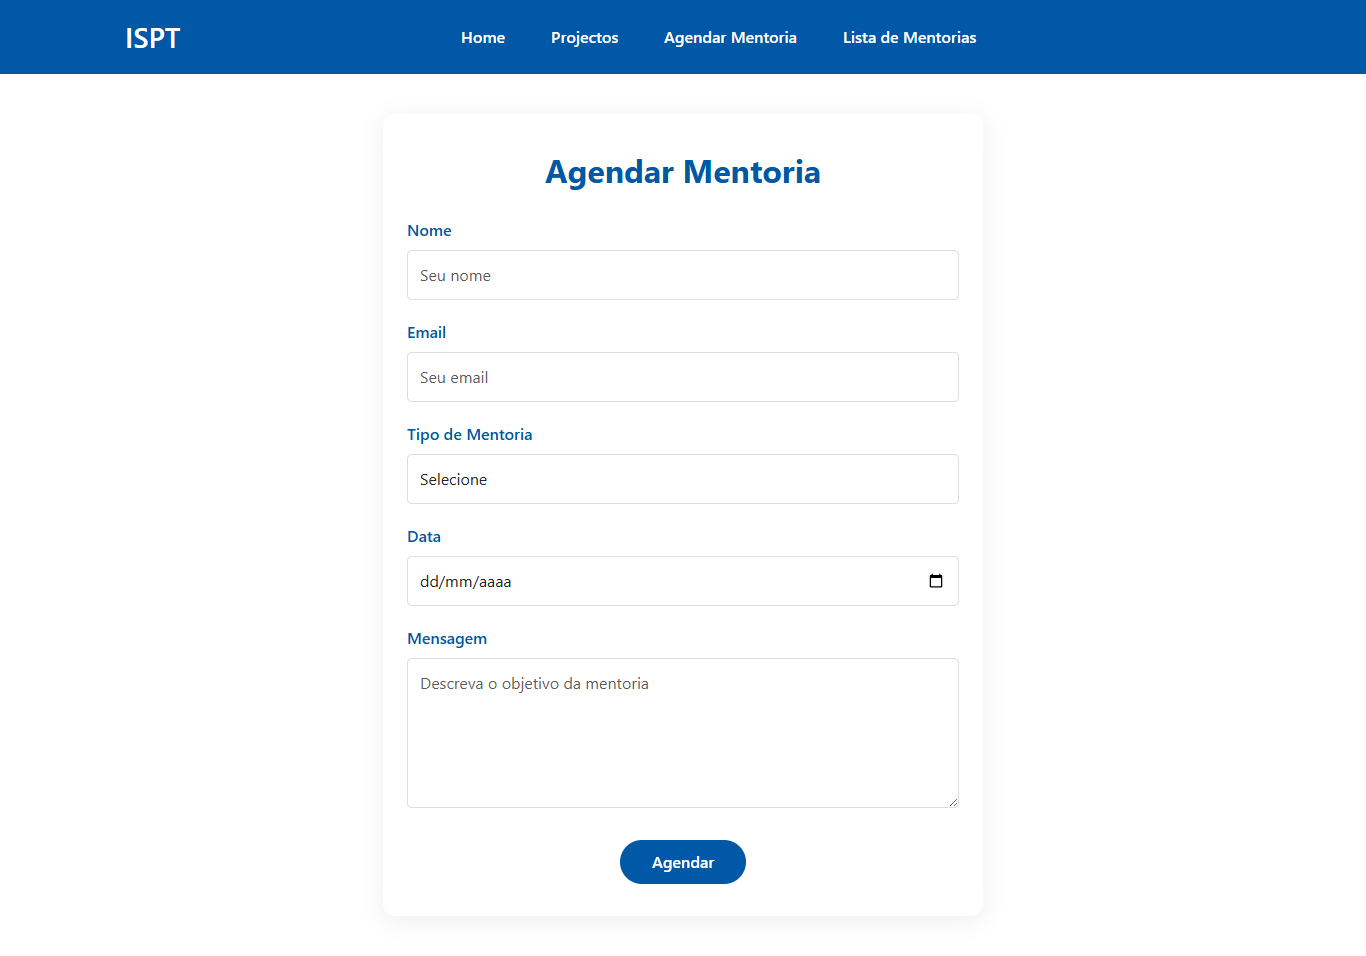 ISPT
Home
Projectos
Agendar Mentoria
Lista de Mentorias
Agendar Mentoria
Nome
Seu nome
Email
Seu email
Tipo de Mentoria
Selecione
Data
dd/mm/aaaa
Mensagem
Descreva o objetivo da mentoria
Agendar